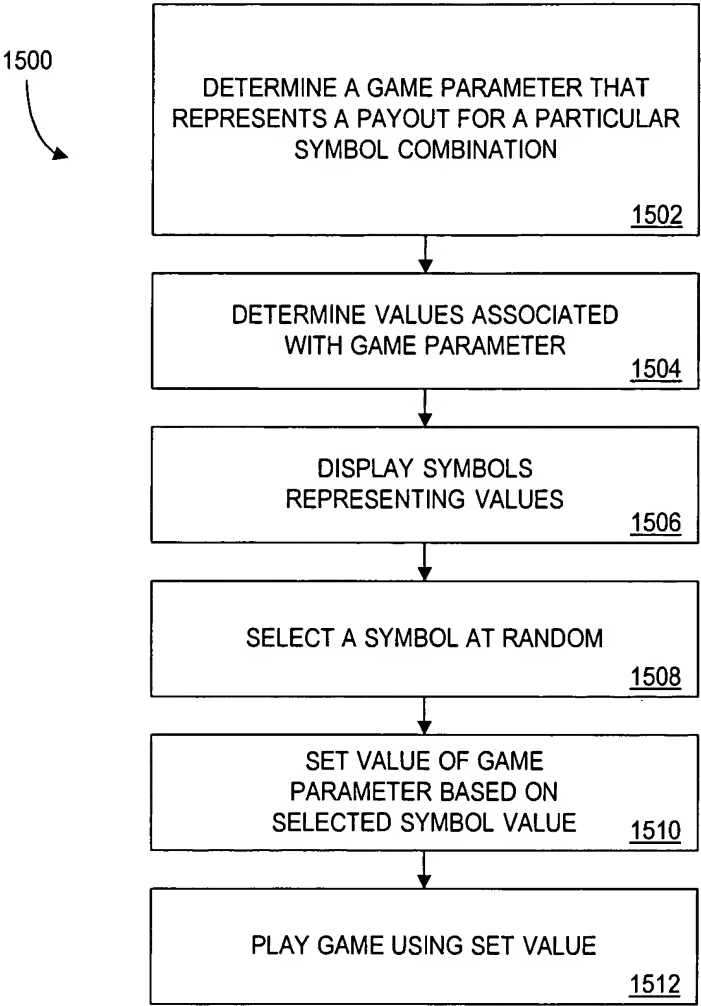 1500
DETERMINE A GAME PARAMETER THAT
REPRESENTS A PAYOUT FOR A PARTICULAR
SYMBOL COMBINATION
1502
DETERMINE VALUES ASSOCIATED
WITH GAME PARAMETER
1504
DISPLAY SYMBOLS
REPRESENTING VALUES
1506
SELECT A SYMBOL AT RANDOM
1508
SET VALUE OF GAME
PARAMETER BASED ON
SELECTED SYMBOL VALUE
1510
PLAY GAME USING SET VALUE
1512